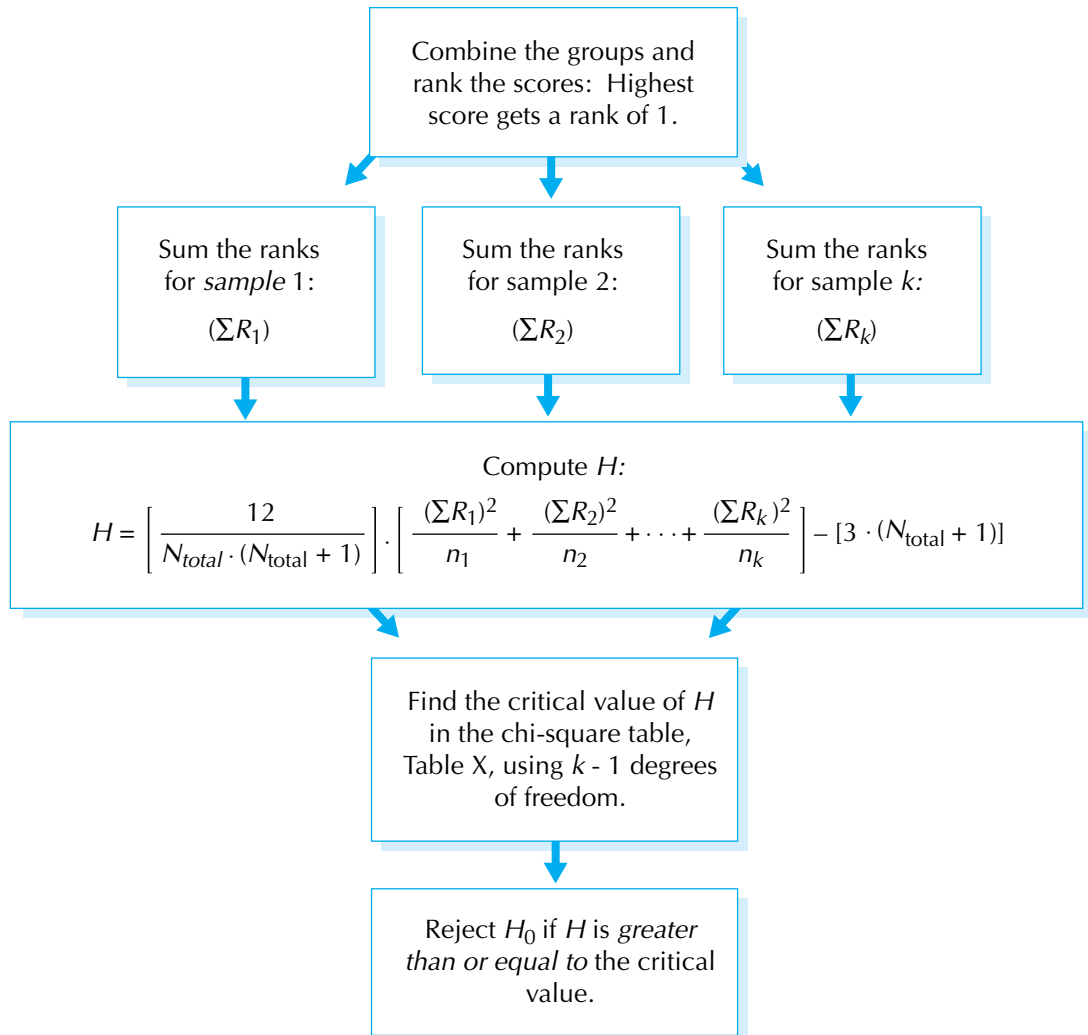 Combine the groups and
rank the scores: Highest
score gets a rank of 1.
Sum the ranks
for sample 1:
(ΣR₁)
Sum the ranks
for sample 2:
(ΣR₂)
Sum the ranks
for sample k:
(ΣRₖ)
Compute H:
H = [ 12 / N_total · (N_total + 1) ] · [ (ΣR₁)² / n₁ + (ΣR₂)² / n₂ + · · · + (ΣRₖ)² / nₖ ] – [3 · (N_total + 1)]
Find the critical value of H
in the chi-square table,
Table X, using k - 1 degrees
of freedom.
Reject H₀ if H is greater
than or equal to the critical
value.